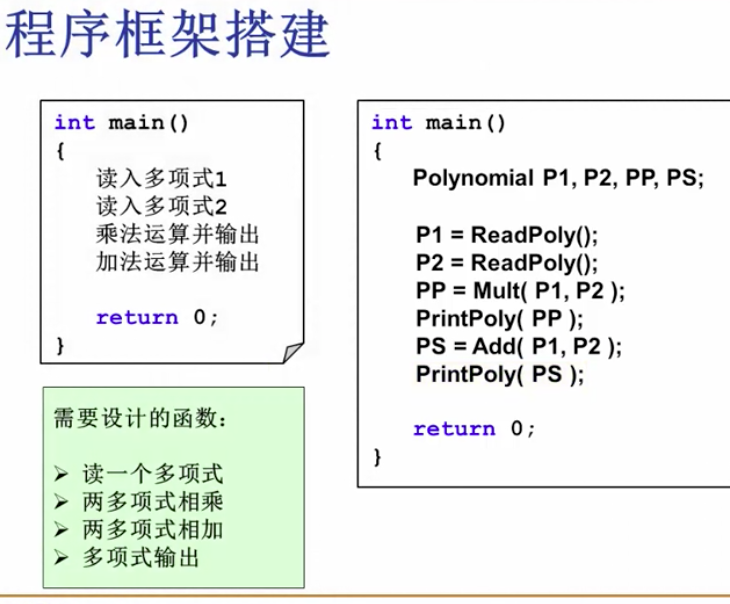 程序框架搭建
int main()
{
读入多项式1
读入多项式2
乘法运算并输出
加法运算并输出
return 0;
}
需要设计的函数：
➢ 读一个多项式
➢ 两多项式相乘
➢ 两多项式相加
➢ 多项式输出
int main()
{
Polynomial P1, P2, PP, PS;
P1 = ReadPoly();
P2 = ReadPoly();
PP = Mult( P1, P2 );
PrintPoly( PP );
PS = Add( P1, P2 );
PrintPoly( PS );
return 0;
}